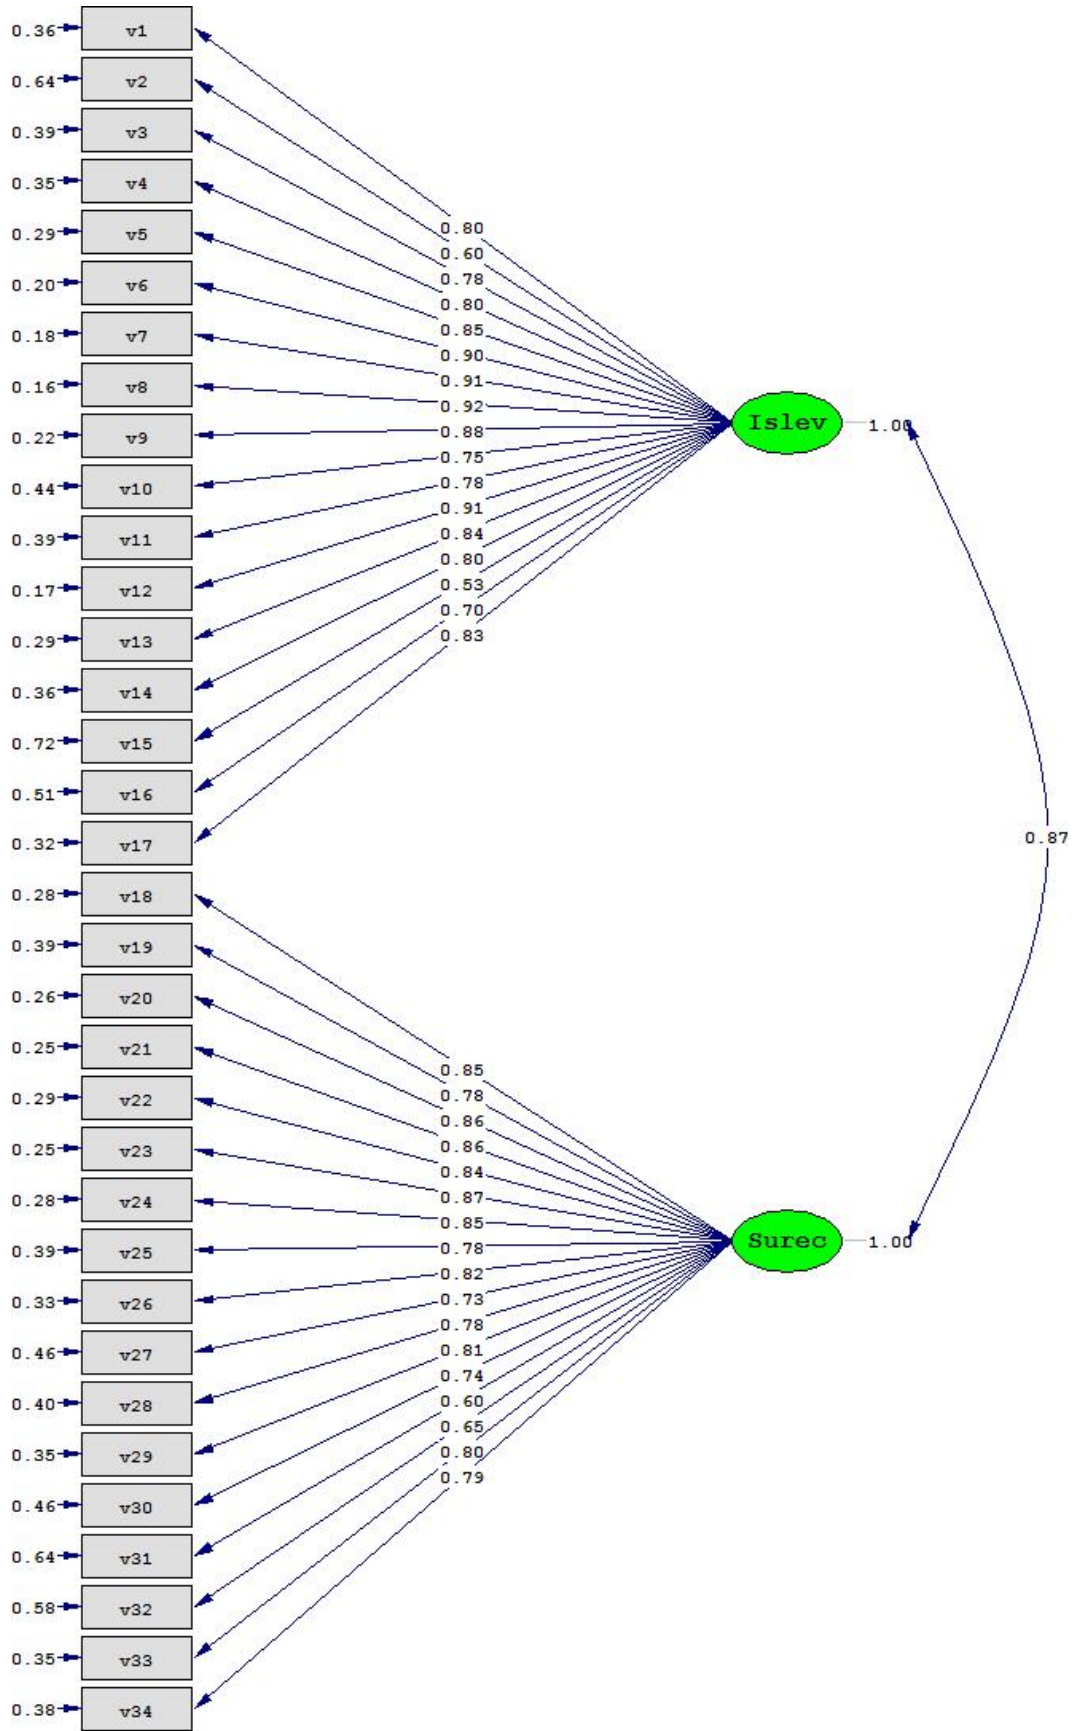 0.36 v1
0.64 v2
0.39 v3
0.35 v4
0.80
0.29 v5
0.60
0.78
0.20 v6
0.80
0.85
0.18 v7
0.90
0.91
0.16 v8
0.92
Islev 1.00
0.22 v9
0.88
0.75
0.44 v10
0.78
0.91
0.39 v11
0.84
0.80
0.17 v12
0.53
0.70
0.29 v13
0.83
0.36 v14
0.72 v15
0.51 v16
0.87
0.32 v17
0.28 v18
0.39 v19
0.26 v20
0.25 v21
0.85
0.29 v22
0.78
0.86
0.25 v23
0.86
0.84
0.28 v24
0.87
0.85
Surec 1.00
0.39 v25
0.78
0.82
0.33 v26
0.73
0.78
0.46 v27
0.81
0.74
0.40 v28
0.60
0.65
0.35 v29
0.80
0.79
0.46 v30
0.64 v31
0.58 v32
0.35 v33
0.38 v34